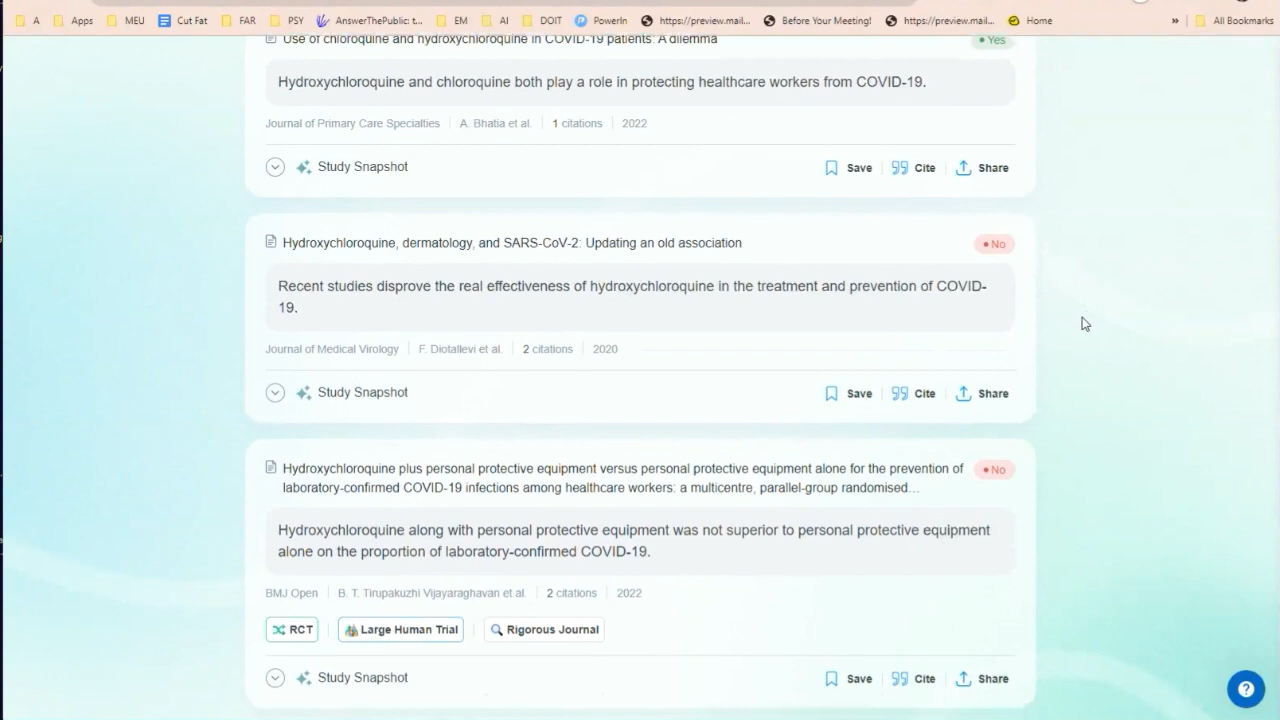 A Apps MEU Cut Fat FAR PSY AnswerThePublic t... EM AI DOIT PowerIn https://preview.mail... Before Your Meeting! https://preview.mail... Home » All Bookmarks
Use of chloroquine and hydroxychloroquine in COVID-19 patients: A dilemma
Yes
Hydroxychloroquine and chloroquine both play a role in protecting healthcare workers from COVID-19.
Journal of Primary Care Specialties A. Bhatia et al. 1 citations 2022
Study Snapshot Save Cite Share
Hydroxychloroquine, dermatology, and SARS-CoV-2: Updating an old association
No
Recent studies disprove the real effectiveness of hydroxychloroquine in the treatment and prevention of COVID-
19.
Journal of Medical Virology F. Diotallevi et al. 2 citations 2020
Study Snapshot Save Cite Share
Hydroxychloroquine plus personal protective equipment versus personal protective equipment alone for the prevention of
No
laboratory-confirmed COVID-19 infections among healthcare workers: a multicentre, parallel-group randomised...
Hydroxychloroquine along with personal protective equipment was not superior to personal protective equipment
alone on the proportion of laboratory-confirmed COVID-19.
BMJ Open B. T. Tirupakuzhi Vijayaraghavan et al. 2 citations 2022
RCT Large Human Trial Rigorous Journal
Study Snapshot Save Cite Share
?